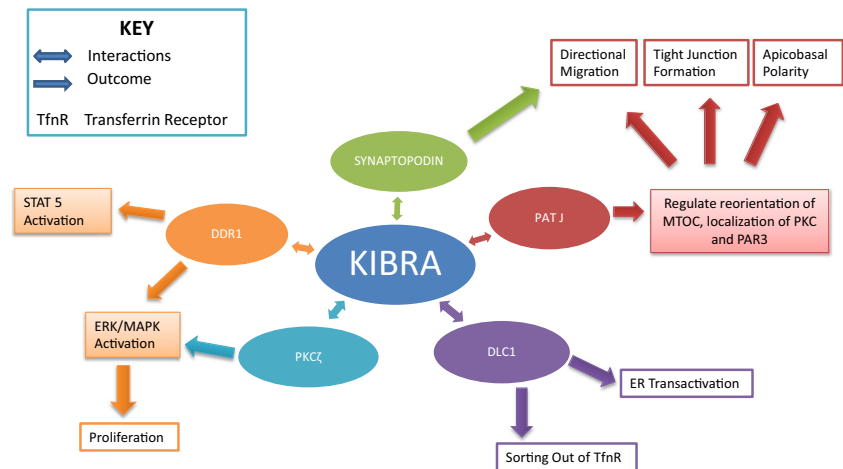 KEY
Interactions
Outcome
TfnR Transferrin Receptor
Directional
Migration
Tight Junction
Formation
Apicobasal
Polarity
SYNAPTOPODIN
STAT 5
Activation
DDR1
PAT J
Regulate reorientation of
MTOC, localization of PKC
and PAR3
KIBRA
ERK/MAPK
Activation
PKCζ
DLC1
ER Transactivation
Proliferation
Sorting Out of TfnR